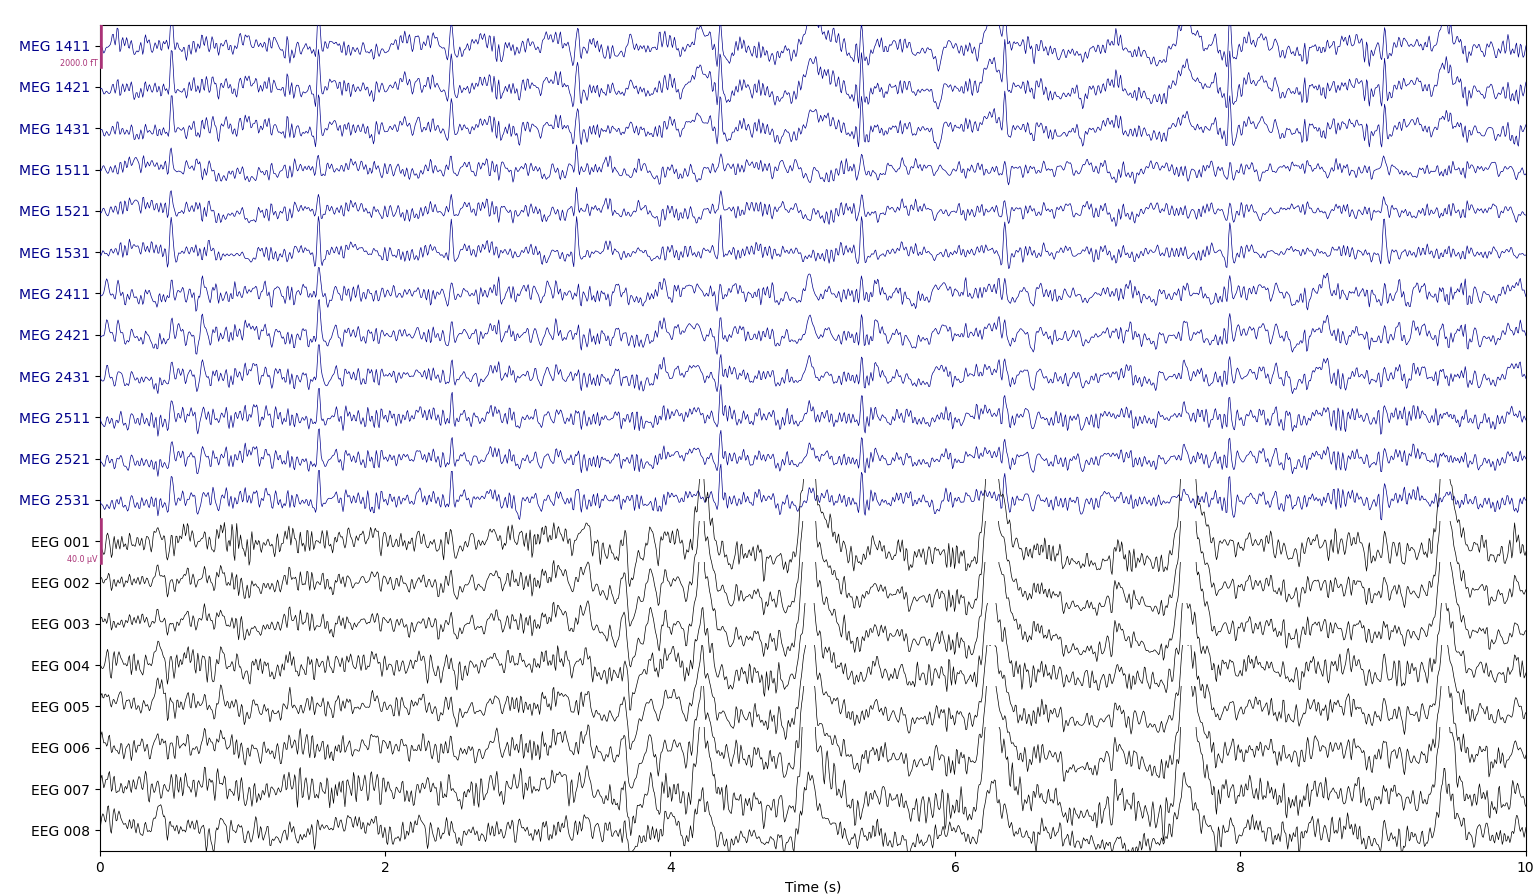 MEG 1411
2000.0 fT
MEG 1421
MEG 1431
MEG 1511
MEG 1521
MEG 1531
MEG 2411
MEG 2421
MEG 2431
MEG 2511
MEG 2521
MEG 2531
EEG 001
40.0 µV
EEG 002
EEG 003
EEG 004
EEG 005
EEG 006
EEG 007
EEG 008
0 2 4 6 8 10
Time (s)